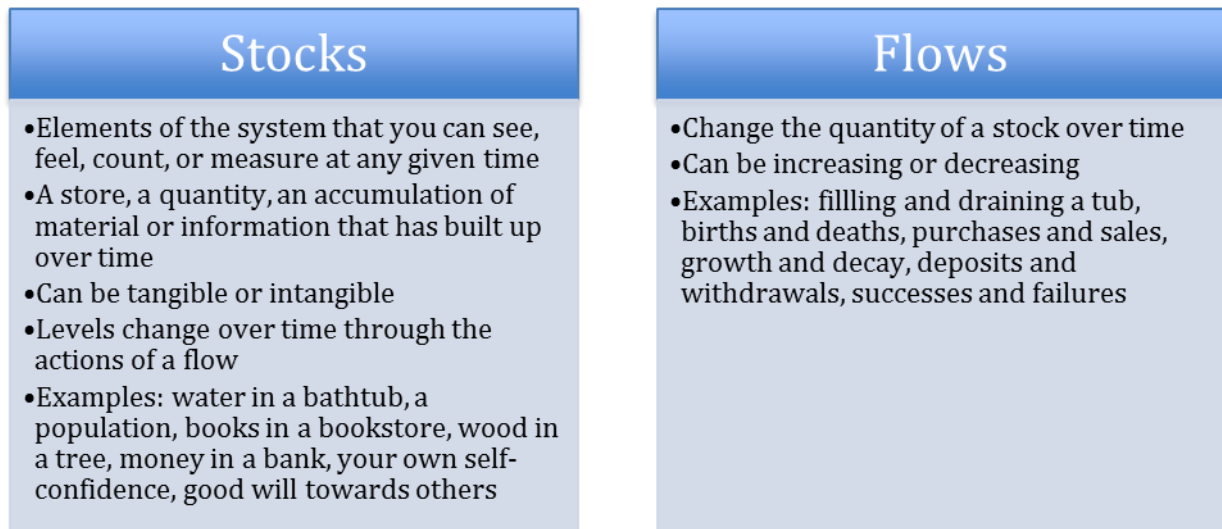 Stocks
•Elements of the system that you can see,
feel, count, or measure at any given time
•A store, a quantity, an accumulation of
material or information that has built up
over time
•Can be tangible or intangible
•Levels change over time through the
actions of a flow
•Examples: water in a bathtub, a
population, books in a bookstore, wood in
a tree, money in a bank, your own self-
confidence, good will towards others
Flows
•Change the quantity of a stock over time
•Can be increasing or decreasing
•Examples: fillling and draining a tub,
births and deaths, purchases and sales,
growth and decay, deposits and
withdrawals, successes and failures